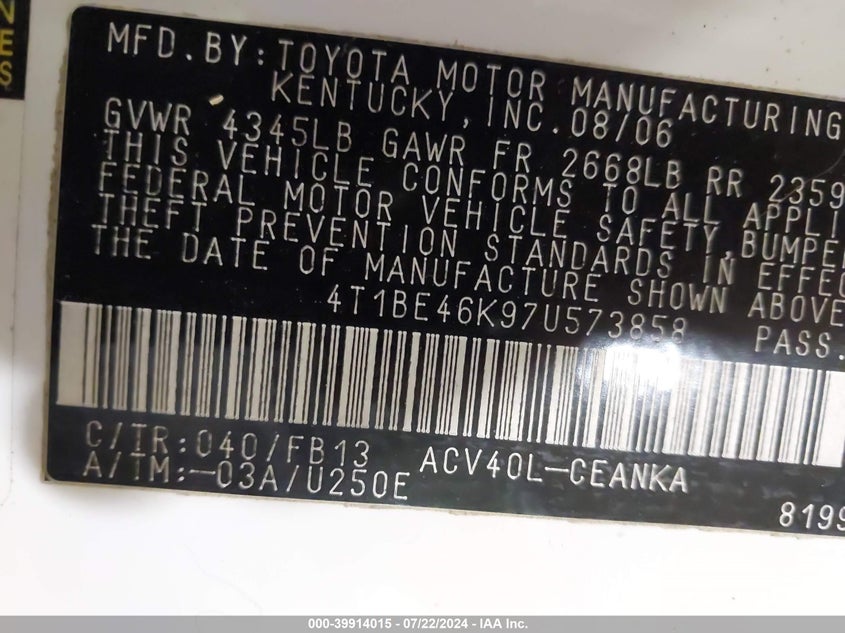 N
E
S
MFD. BY: TOYOTA MOTOR MANUFACTURING
KENTUCKY, INC. 08/06
GVWR 4345LB GAWR FR 2668LB RR 2359
THIS VEHICLE CONFORMS TO ALL APPLI
FEDERAL MOTOR VEHICLE SAFETY, BUMPER
THEFT PREVENTION STANDARDS IN EFFEC
THE DATE OF MANUFACTURE SHOWN ABOVE
4T1BE46K97U573858 PASS.
C/TR: 040/FB13 ACV40L-CEANKA
A/TM:-03A/U250E 8199
000-39914015 - 07/22/2024 - IAA Inc.